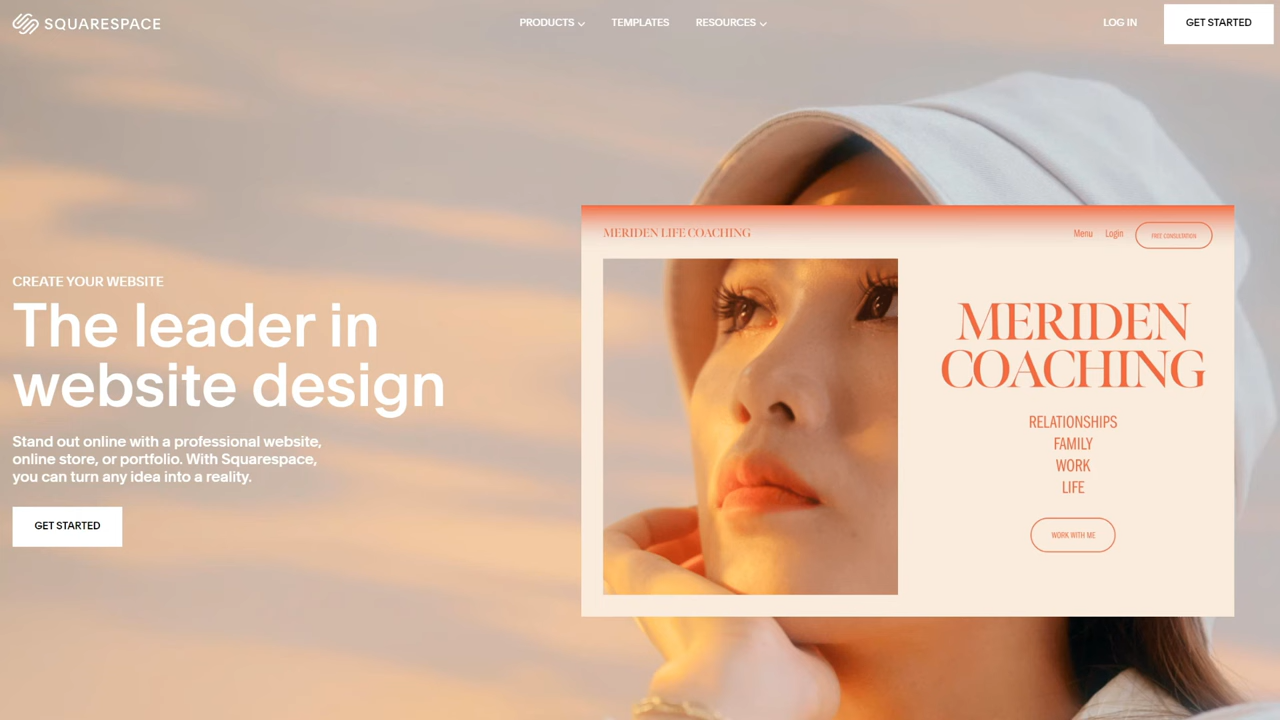 SQUARESPACE
PRODUCTS
TEMPLATES
RESOURCES
LOG IN
GET STARTED
CREATE YOUR WEBSITE
The leader in
website design
Stand out online with a professional website,
online store, or portfolio. With Squarespace,
you can turn any idea into a reality.
GET STARTED
MERIDEN LIFE COACHING
Menu
Login
FREE CONSULTATION
MERIDEN
COACHING
RELATIONSHIPS
FAMILY
WORK
LIFE
WORK WITH ME